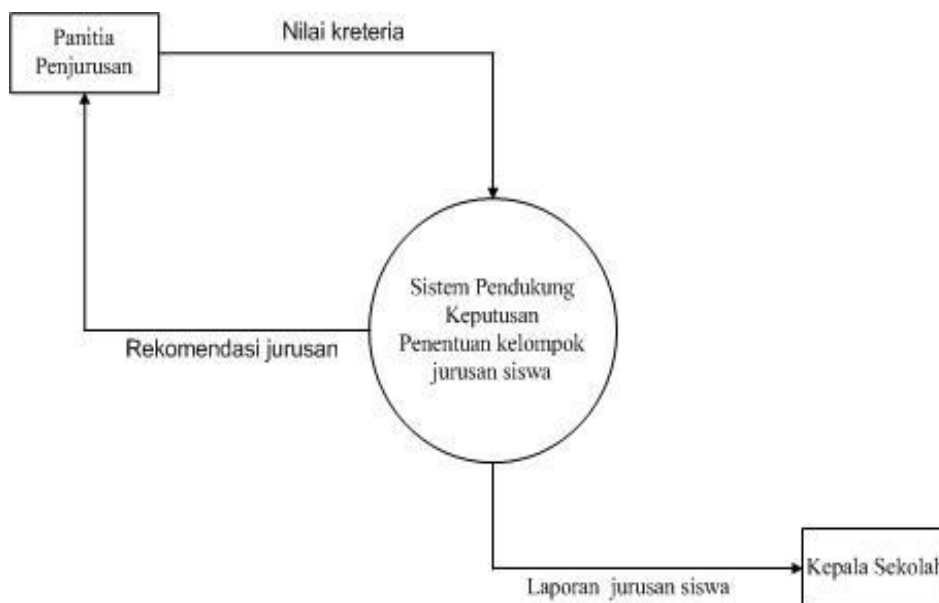 Panitia
Penjurusan
Nilai kreteria
Sistem Pendukung
Keputusan
Penentuan kelompok
jurusan siswa
Rekomendasi jurusan
Kepala Sekolah
Laporan jurusan siswa